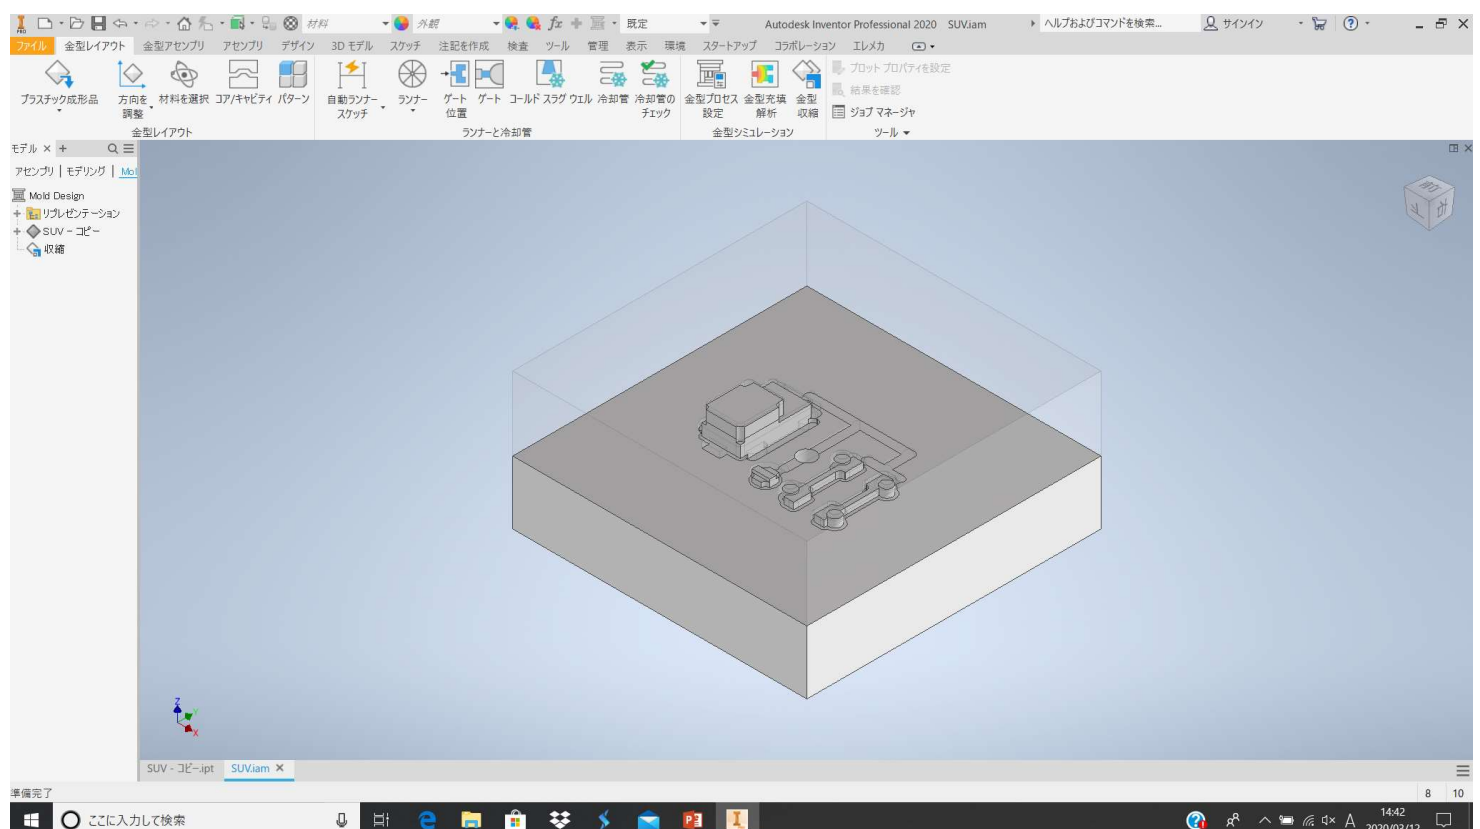 材料 外観 fx 既定 Autodesk Inventor Professional 2020 SUV.iam ヘルプおよびコマンドを検索... サインイン
ファイル 金型レイアウト 金型アセンブリ アセンブリ デザイン 3D モデル スケッチ 注記を作成 検査 ツール 管理 表示 環境 スタートアップ コラボレーション エレメカ
プラスチック成形品 方向を調整 材料を選択 コア/キャビティ パターン 自動ランナースケッチ ランナー ゲート位置 ゲート コールド スラグ ウェル 冷却管 冷却管のチェック 金型プロセス設定 金型充填解析 金型収縮
プロット プロパティを設定
結果を確認
ジョブ マネージャ
金型レイアウト ランナーと冷却管 金型シミュレーション ツール
モデル × +
アセンブリ | モデリング | Mol
Mold Design
リプレゼンテーション
SUV - コピー
収縮
Z
Y
X
SUV - コピー.ipt SUV.iam ×
準備完了 8 10
ここに入力して検索 A 14:42
2020/03/12